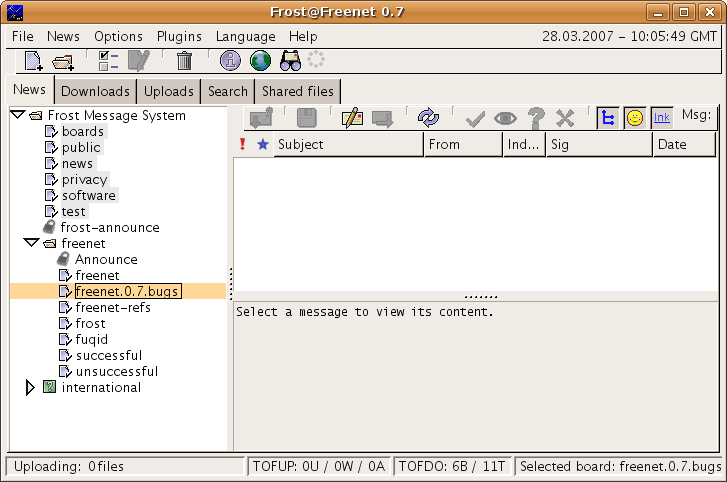 Frost@Freenet 0.7
File News Options Plugins Language Help 28.03.2007 - 10:05:49 GMT
News Downloads Uploads Search Shared files
Frost Message System
boards
public
news
privacy
software
test
frost-announce
freenet
Announce
freenet
freenet.0.7.bugs
freenet-refs
frost
fuqid
successful
unsuccessful
international
lnk Msg:
! Subject From Ind... Sig Date
Select a message to view its content.
Uploading: 0 files TOFUP: 0U / 0W / 0A TOFDO: 6B / 11T Selected board: freenet.0.7.bugs